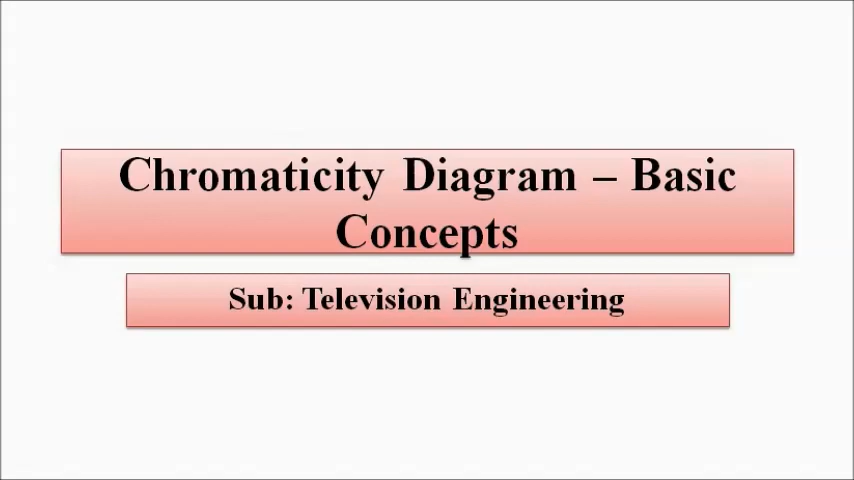 Chromaticity Diagram – Basic
Concepts
Sub: Television Engineering